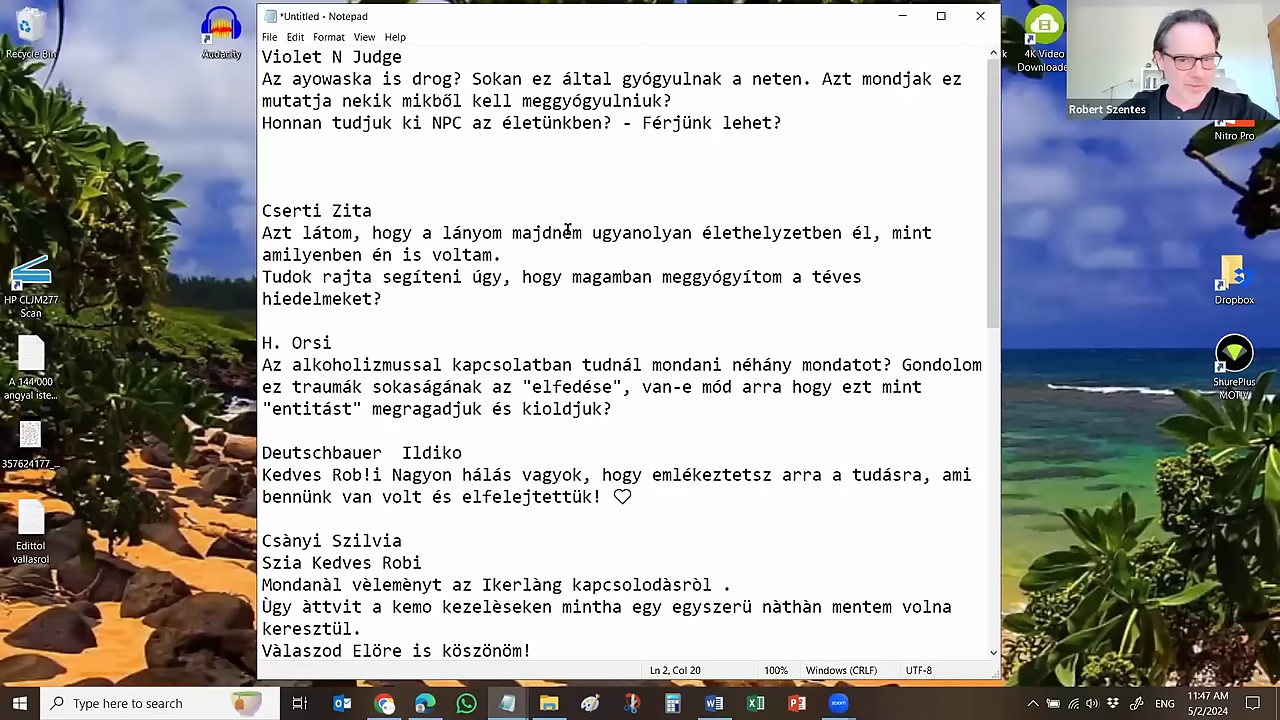 *Untitled - Notepad
File Edit Format View Help
Violet N Judge
Az ayowaska is drog? Sokan ez által gyógyulnak a neten. Azt mondjak ez
mutatja nekik mikből kell meggyógyulniuk?
Honnan tudjuk ki NPC az életünkben? - Férjünk lehet?
Cserti Zita
Azt látom, hogy a lányom majdnem ugyanolyan élethelyzetben él, mint
amilyenben én is voltam.
Tudok rajta segíteni úgy, hogy magamban meggyógyítom a téves
hiedelmeket?
H. Orsi
Az alkoholizmussal kapcsolatban tudnál mondani néhány mondatot? Gondolom
ez traumák sokaságának az "elfedése", van-e mód arra hogy ezt mint
"entitást" megragadjuk és kioldjuk?
Deutschbauer  Ildiko
Kedves Rob!i Nagyon hálás vagyok, hogy emlékeztetsz arra a tudásra, ami
bennünk van volt és elfelejtettük! ♡
Csànyi Szilvia
Szia Kedves Robi
Mondanàl vèlemènyt az Ikerlàng kapcsolodàsròl .
Ùgy àttvit a kemo kezelèseken mintha egy egyszerü nàthàn mentem volna
keresztül.
Vàlaszod Elöre is köszönöm!
Ln 2, Col 20 100% Windows (CRLF) UTF-8
Recycle Bin
Audacity
HP CLJM277
Scan
A 144 000
angyal iste...
357624177_...
Edittol
vallasrol
4K Video
Downloade
Robert Szentes
Nitro Pro
Dropbox
ShurePlus
MOTIV
Type here to search
zoom
ENG
11:47 AM
5/2/2024